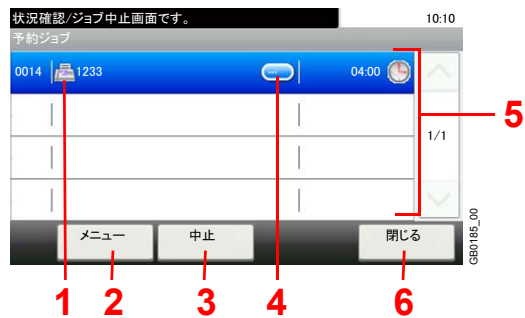 状況確認/ジョブ中止画面です。 10:10
予約ジョブ
0014 1233 ... 04:00
1/1
メニュー 中止 閉じる
1 2 3 4 5 6
GB0185_00